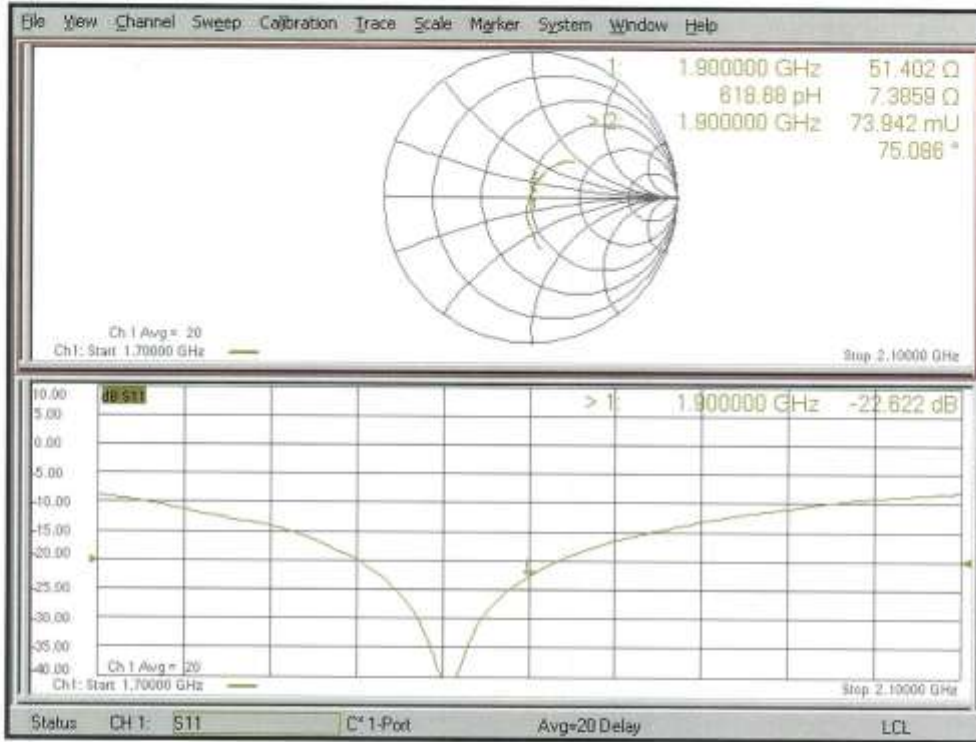 File View Channel Sweep Calibration Trace Scale Marker System Window Help
1: 1.900000 GHz 51.402 Ω
618.68 pH 7.3859 Ω
> 2: 1.900000 GHz 73.942 mU
75.086 °
Ch 1 Avg = 20
Ch1: Start 1.70000 GHz
Stop 2.10000 GHz
10.00
dB S11
> 1: 1.900000 GHz -22.622 dB
5.00
0.00
-5.00
-10.00
-15.00
-20.00
-25.00
-30.00
-35.00
-40.00
1
Ch 1 Avg = 20
Ch1: Start 1.70000 GHz
Stop 2.10000 GHz
Status CH 1: S11 C* 1-Port Avg=20 Delay LCL